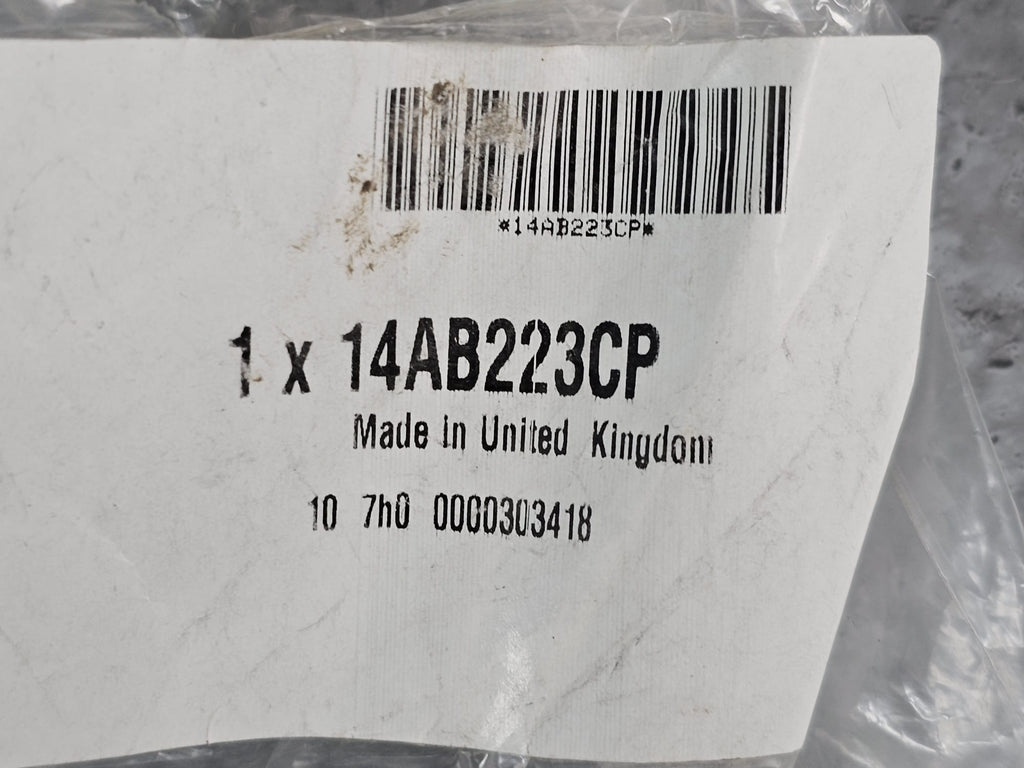 *14AB223CP*
1 x 14AB223CP
Made In United Kingdom
10 7h0 0000303418